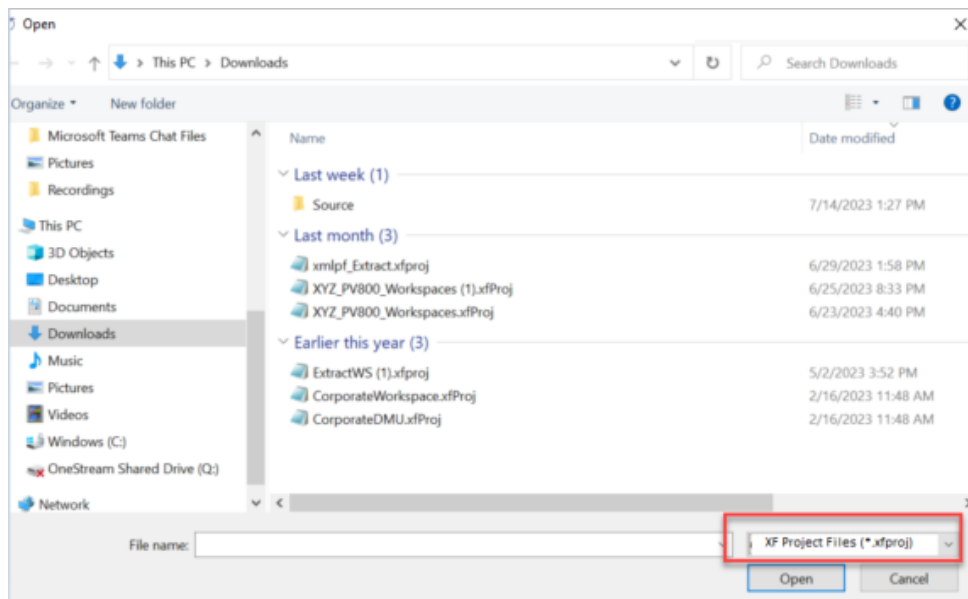 Open
This PC > Downloads
Search Downloads
Organize
New folder
Microsoft Teams Chat Files
Pictures
Recordings
This PC
3D Objects
Desktop
Documents
Downloads
Music
Pictures
Videos
Windows (C:)
OneStream Shared Drive (Q:)
Network
Name Date modified
Last week (1)
Source 7/14/2023 1:27 PM
Last month (3)
xmlpf_Extract.xfproj 6/29/2023 1:58 PM
XYZ_PV800_Workspaces (1).xfProj 6/25/2023 8:33 PM
XYZ_PV800_Workspaces.xfProj 6/23/2023 4:40 PM
Earlier this year (3)
ExtractWS (1).xfproj 5/2/2023 3:52 PM
CorporateWorkspace.xfProj 2/16/2023 11:48 AM
CorporateDMU.xfProj 2/16/2023 11:48 AM
File name:
XF Project Files (*.xfproj)
Open Cancel